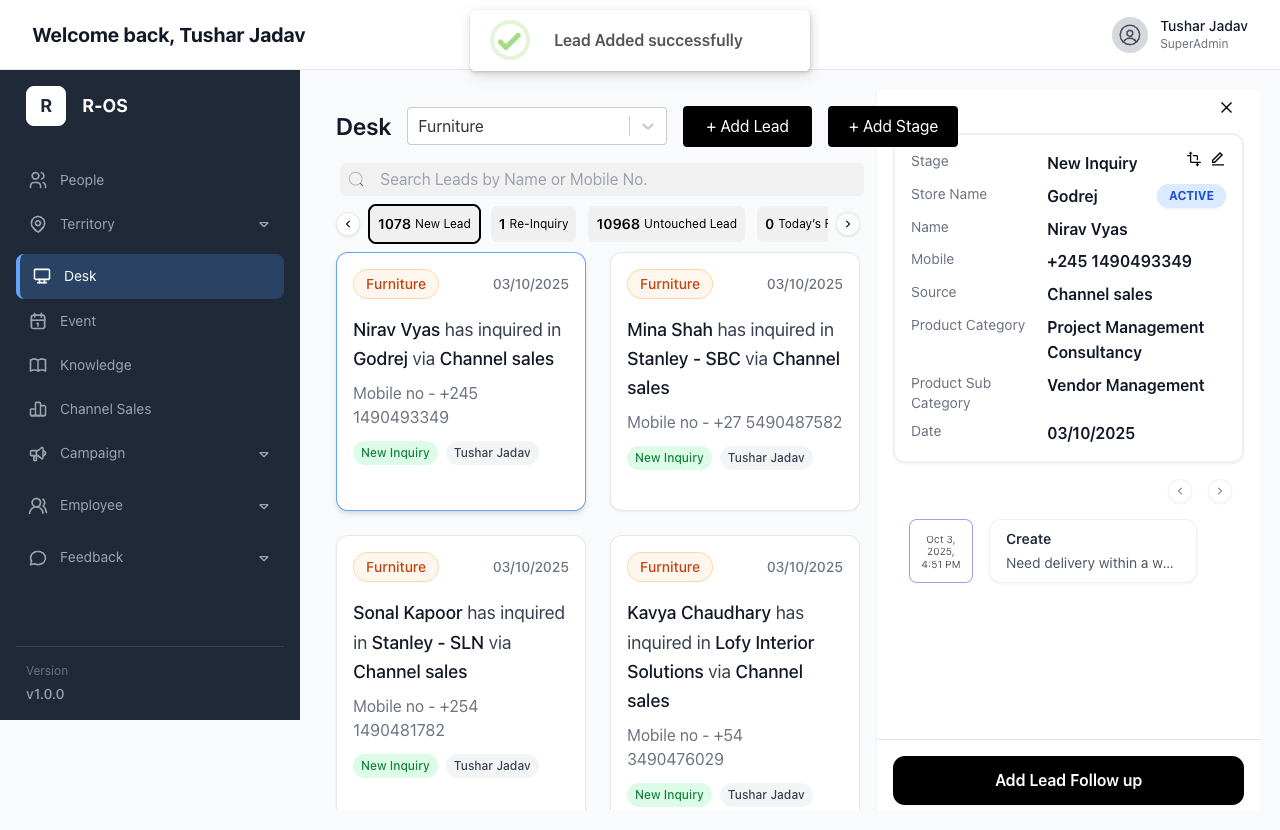 Welcome back, Tushar Jadav
Lead Added successfully
Tushar Jadav
SuperAdmin
R
R-OS
People
Territory
Desk
Event
Knowledge
Channel Sales
Campaign
Employee
Feedback
Version
v1.0.0
Desk
Furniture
+ Add Lead
+ Add Stage
Search Leads by Name or Mobile No.
1078 New Lead
1 Re-Inquiry
10968 Untouched Lead
0 Today's F
Furniture
03/10/2025
Nirav Vyas has inquired in
Godrej via Channel sales
Mobile no - +245
1490493349
New Inquiry
Tushar Jadav
Furniture
03/10/2025
Mina Shah has inquired in
Stanley - SBC via Channel
sales
Mobile no - +27 5490487582
New Inquiry
Tushar Jadav
Furniture
03/10/2025
Sonal Kapoor has inquired
in Stanley - SLN via
Channel sales
Mobile no - +254
1490481782
New Inquiry
Tushar Jadav
Furniture
03/10/2025
Kavya Chaudhary has
inquired in Lofy Interior
Solutions via Channel
sales
Mobile no - +54
3490476029
New Inquiry
Tushar Jadav
Stage
New Inquiry
Store Name
Godrej
ACTIVE
Name
Nirav Vyas
Mobile
+245 1490493349
Source
Channel sales
Product Category
Project Management
Consultancy
Product Sub
Category
Vendor Management
Date
03/10/2025
Oct 3,
2025,
4:51 PM
Create
Need delivery within a w...
Add Lead Follow up